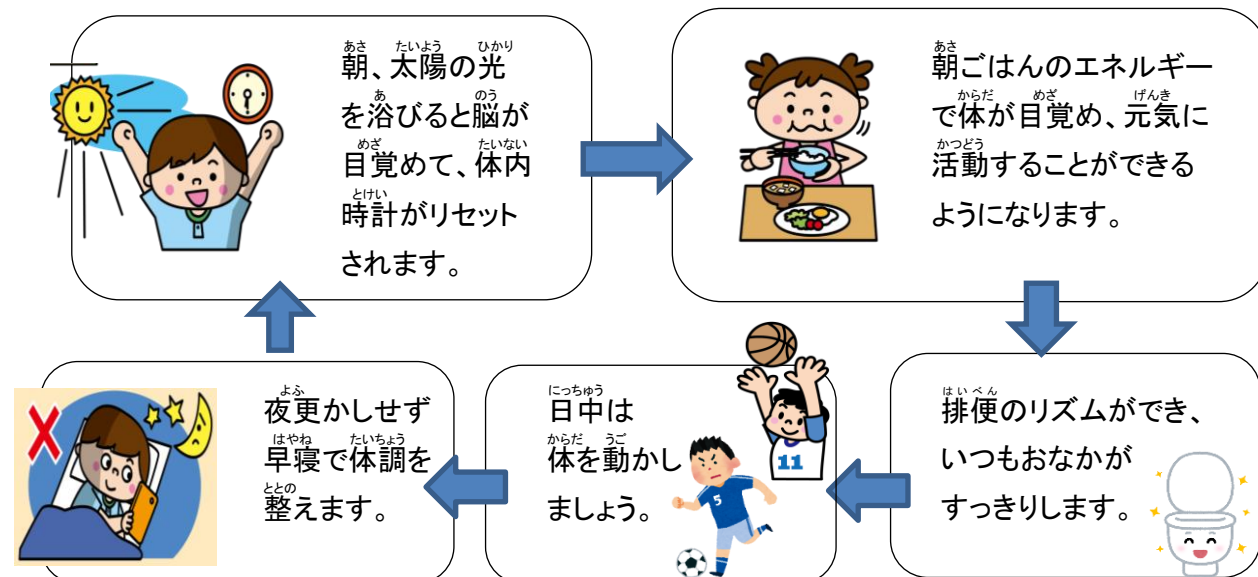 朝、太陽の光
を浴びると脳が
目覚めて、体内
時計がリセット
されます。
朝ごはんのエネルギー
で体が目覚め、元気に
活動することができる
ようになります。
排便のリズムができ、
いつもおなかが
すっきりします。
日中は
体を動かし
ましょう。
11
5
夜更かしせず
早寝で体調を
整えます。